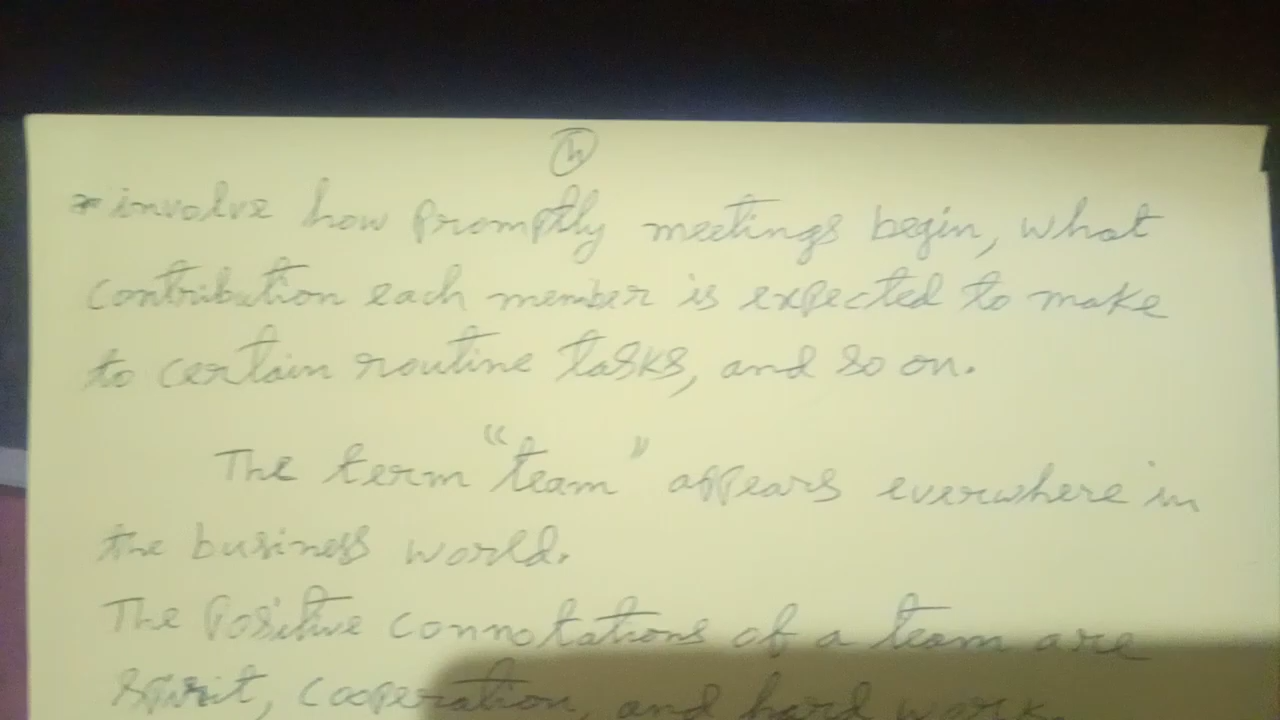 h
involve how promptly meetings begin, what
contribution each member is expected to make
to certain routine tasks, and so on.
The term "team" appears everwhere in
the business world.
The Positive connotations of a team are
spirit, cooperation, and hard work.